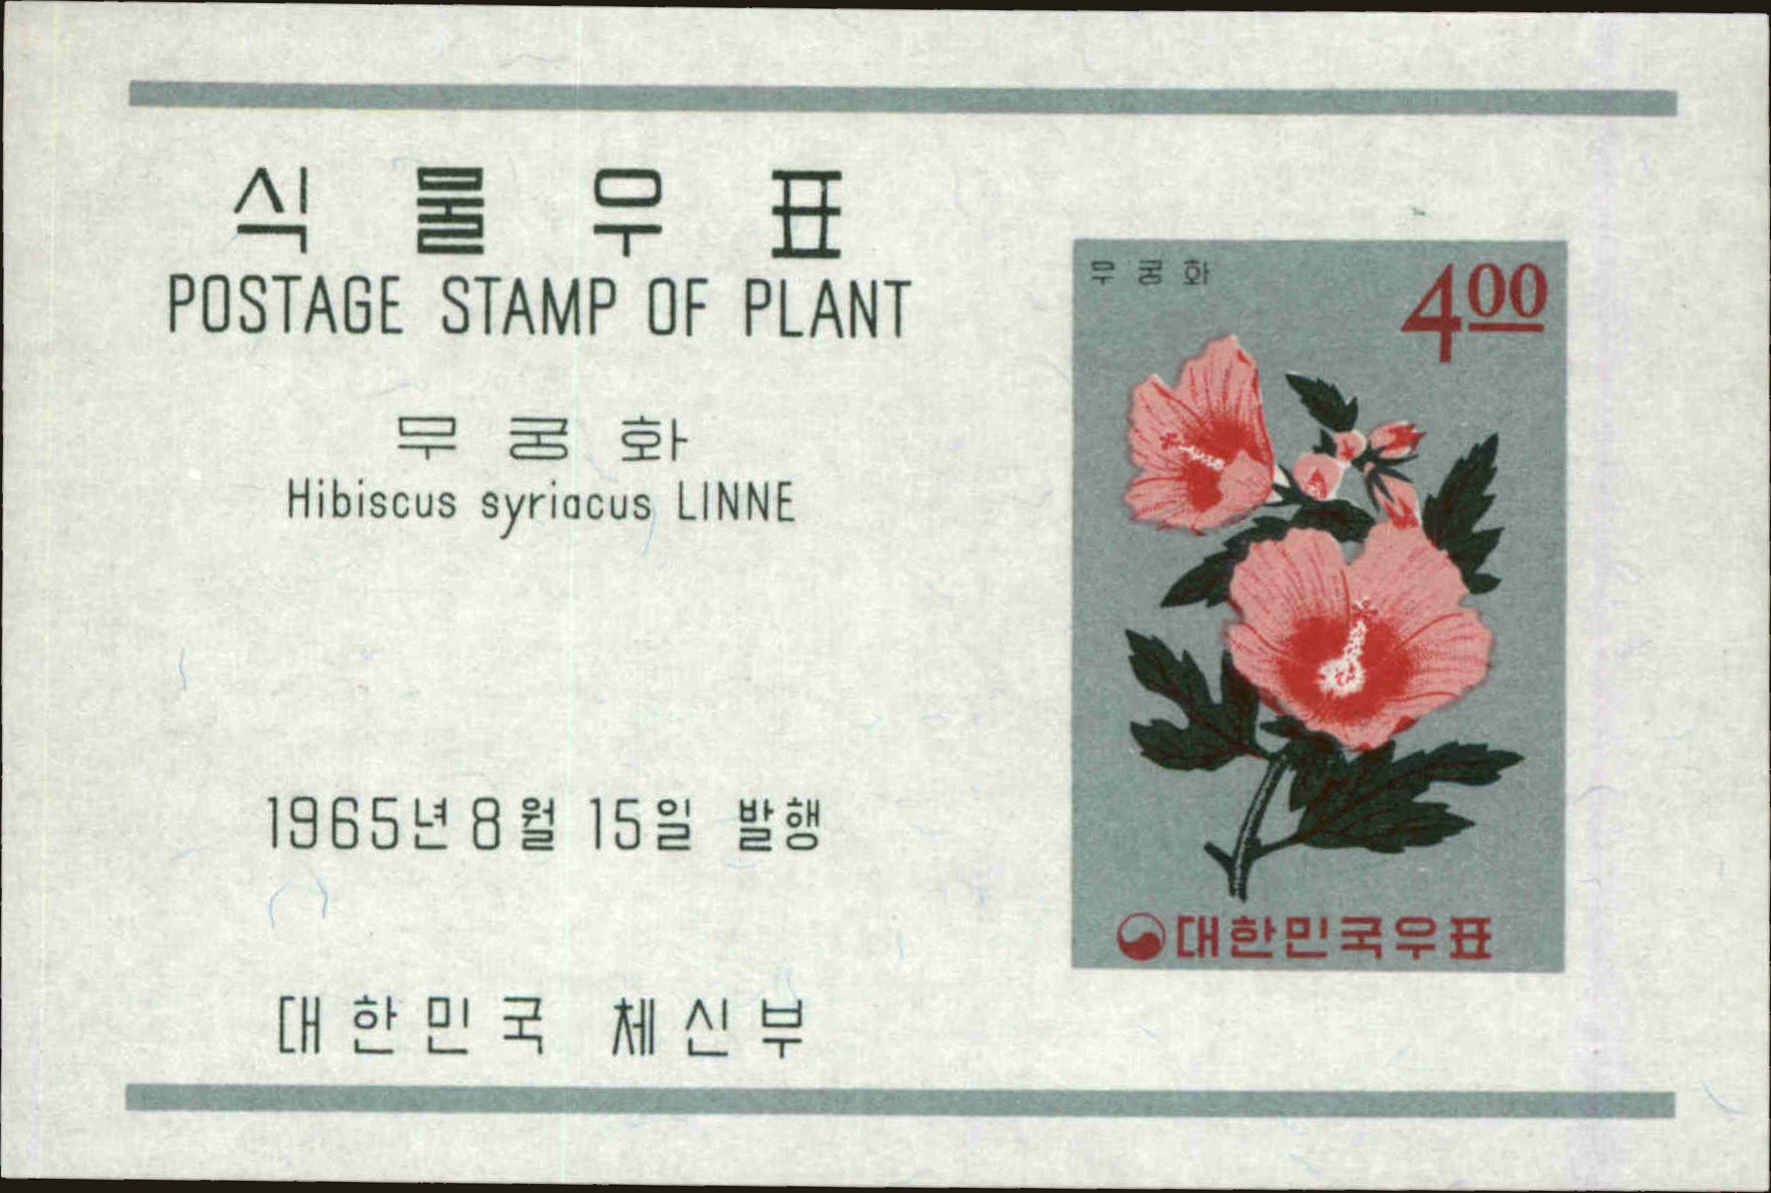 식물우표
POSTAGE STAMP OF PLANT
무궁화
Hibiscus syriacus LINNE
1965년 8월 15일 발행
대한민국 체신부
무궁화
400
대한민국우표